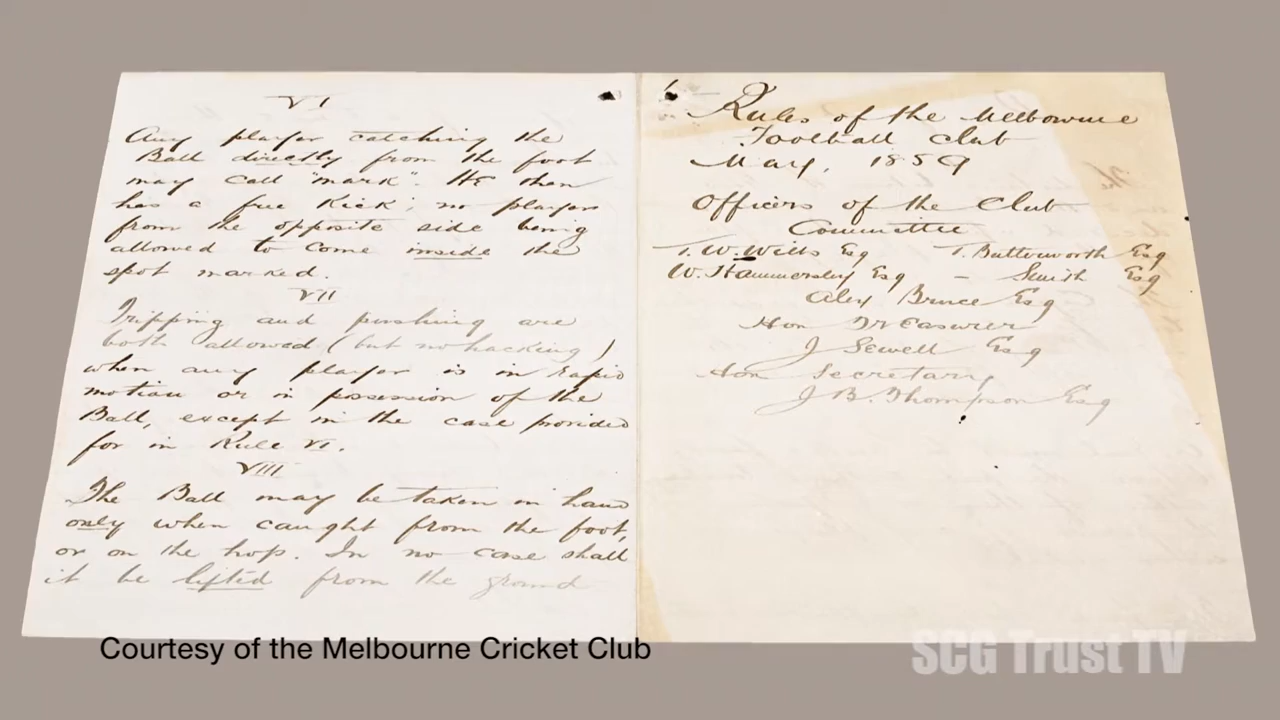 VI
Any player catching the
Ball directly from the foot
may call "mark". He then
has a free kick; no player
from the opposite side being
allowed to come inside the
spot marked.
VII
Tripping and pushing are
both allowed (but no hacking)
when any player is in rapid
motion or in possession of the
Ball, except in the case provided
for in Rule VI.
VIII
The Ball may be taken in hand
only when caught from the foot,
or on the hop. In no case shall
it be lifted from the ground
Rules of the Melbourne
Football Club
May, 1859
Officers of the Club
Committee
T. W. Wills Esq T. Butterworth Esq
W. Hammersley Esq — Smith Esq
Alex Bruce Esq
Hon Treasurer
J Sewell Esq
Hon Secretary
J B. Thompson Esq
Courtesy of the Melbourne Cricket Club
SCG Trust TV